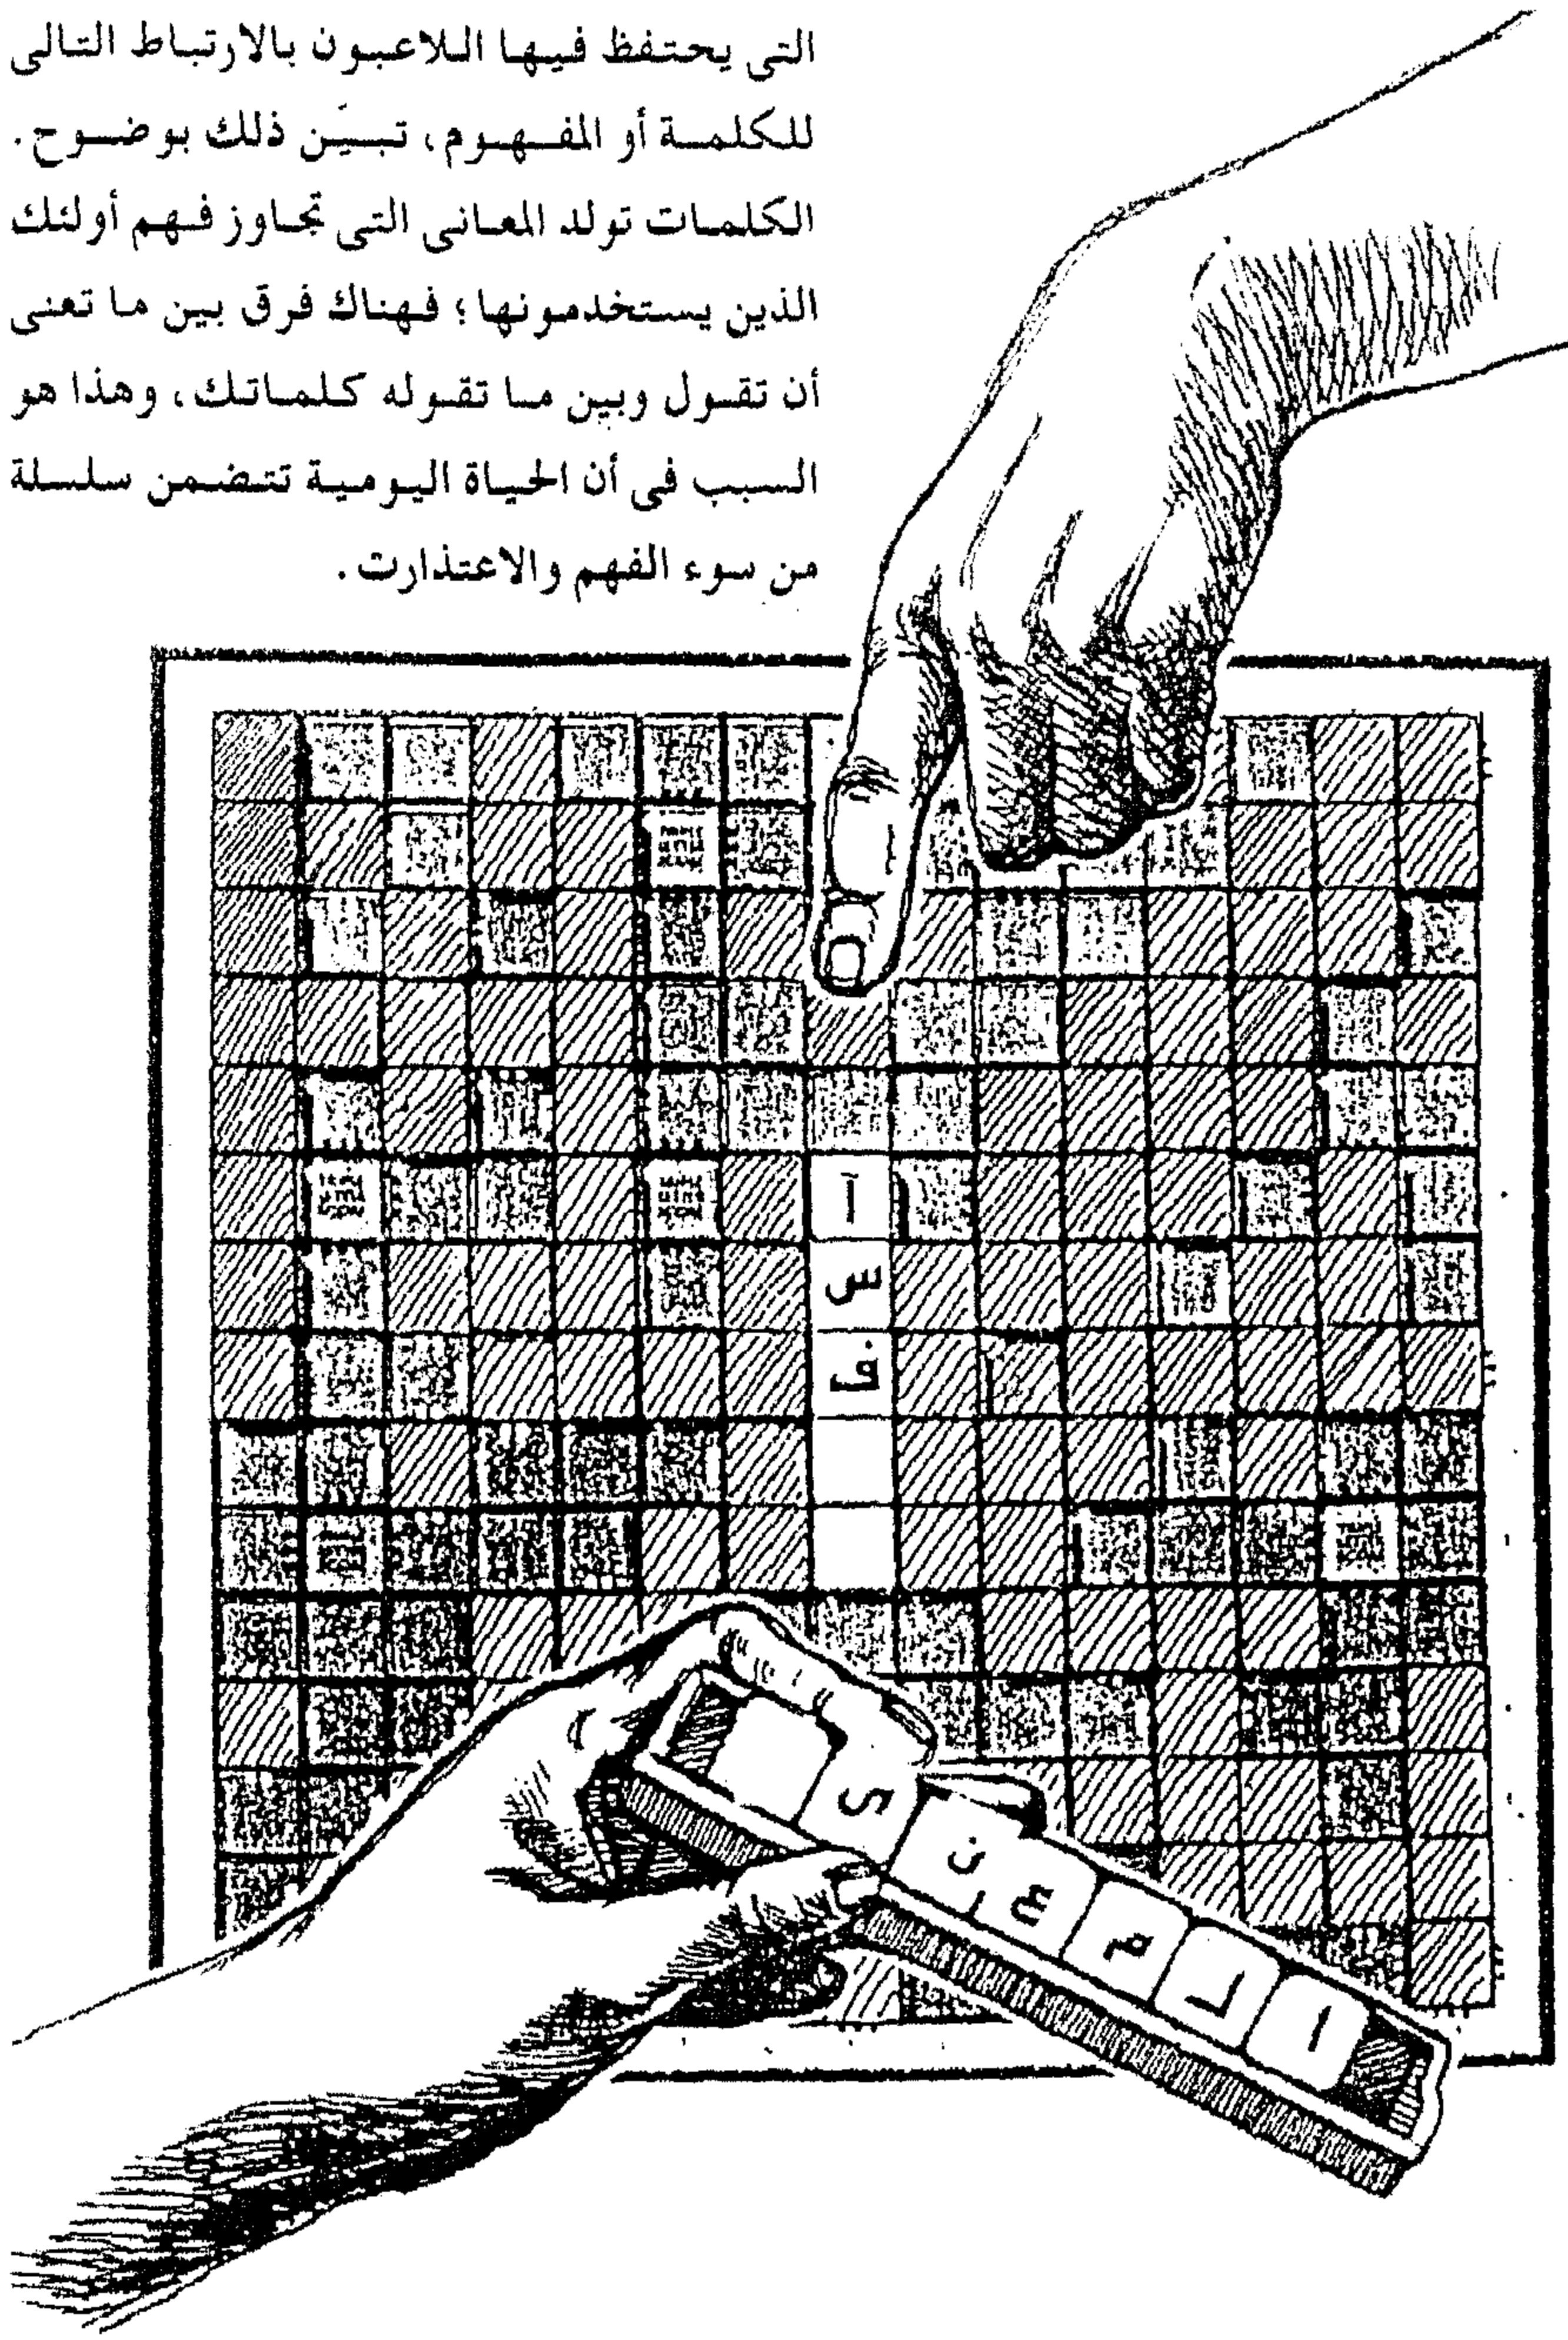 التى يحتفظ فيها اللاعبون بالارتباط التالى
للكلمة أو المفهوم، تبيّن ذلك بوضوح.
الكلمات تولد المعانى التى تجاوز فهم أولئك
الذين يستخدمونها؛ فهناك فرق بين ما تعنى
أن تقول وبين ما تقوله كلماتك، وهذا هو
السبب فى أن الحياة اليومية تتضمن سلسلة
من سوء الفهم والاعتذارت.
آ
س
ف
ا ل م ع ن ى